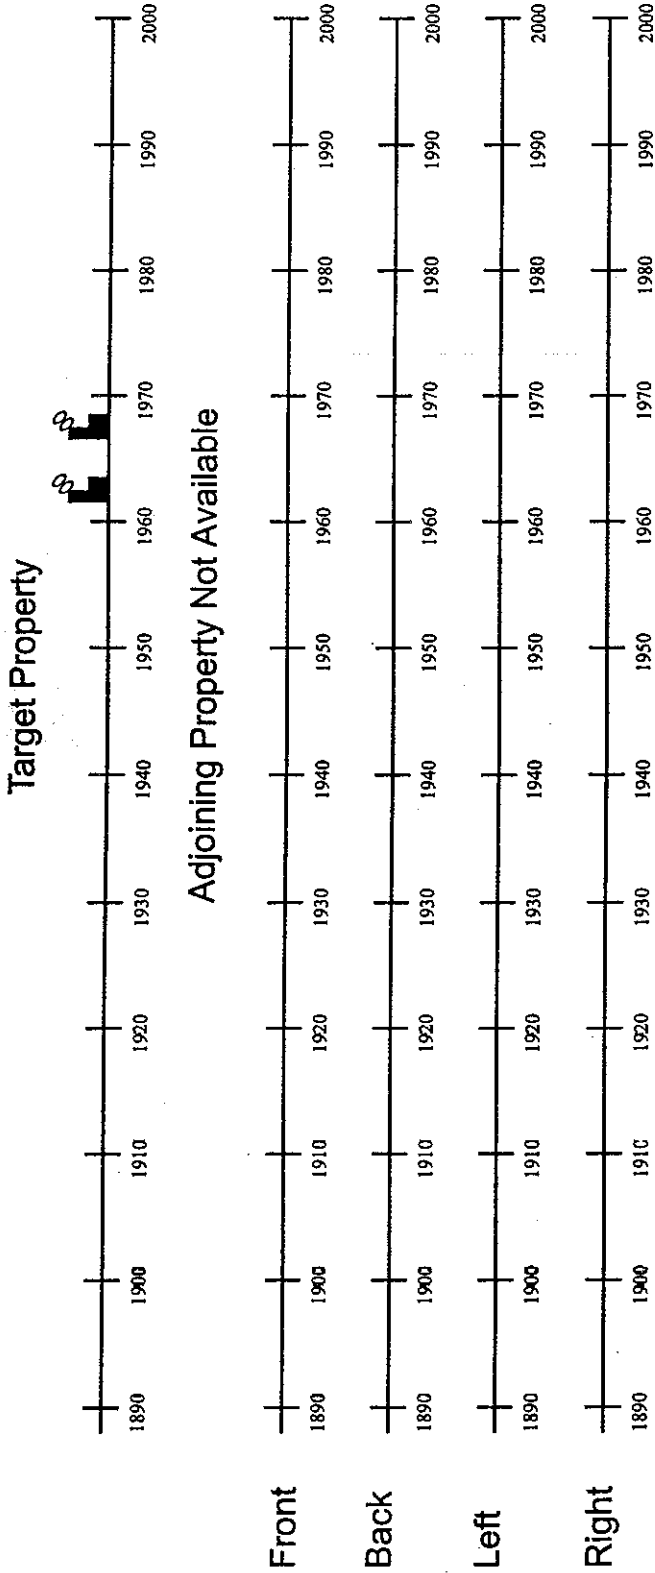 Target Property
1890 1900 1910 1920 1930 1940 1950 1960 1970 1980 1990 2000
Adjoining Property Not Available
Front
1890 1900 1910 1920 1930 1940 1950 1960 1970 1980 1990 2000
Back
1890 1900 1910 1920 1930 1940 1950 1960 1970 1980 1990 2000
Left
1890 1900 1910 1920 1930 1940 1950 1960 1970 1980 1990 2000
Right
1890 1900 1910 1920 1930 1940 1950 1960 1970 1980 1990 2000